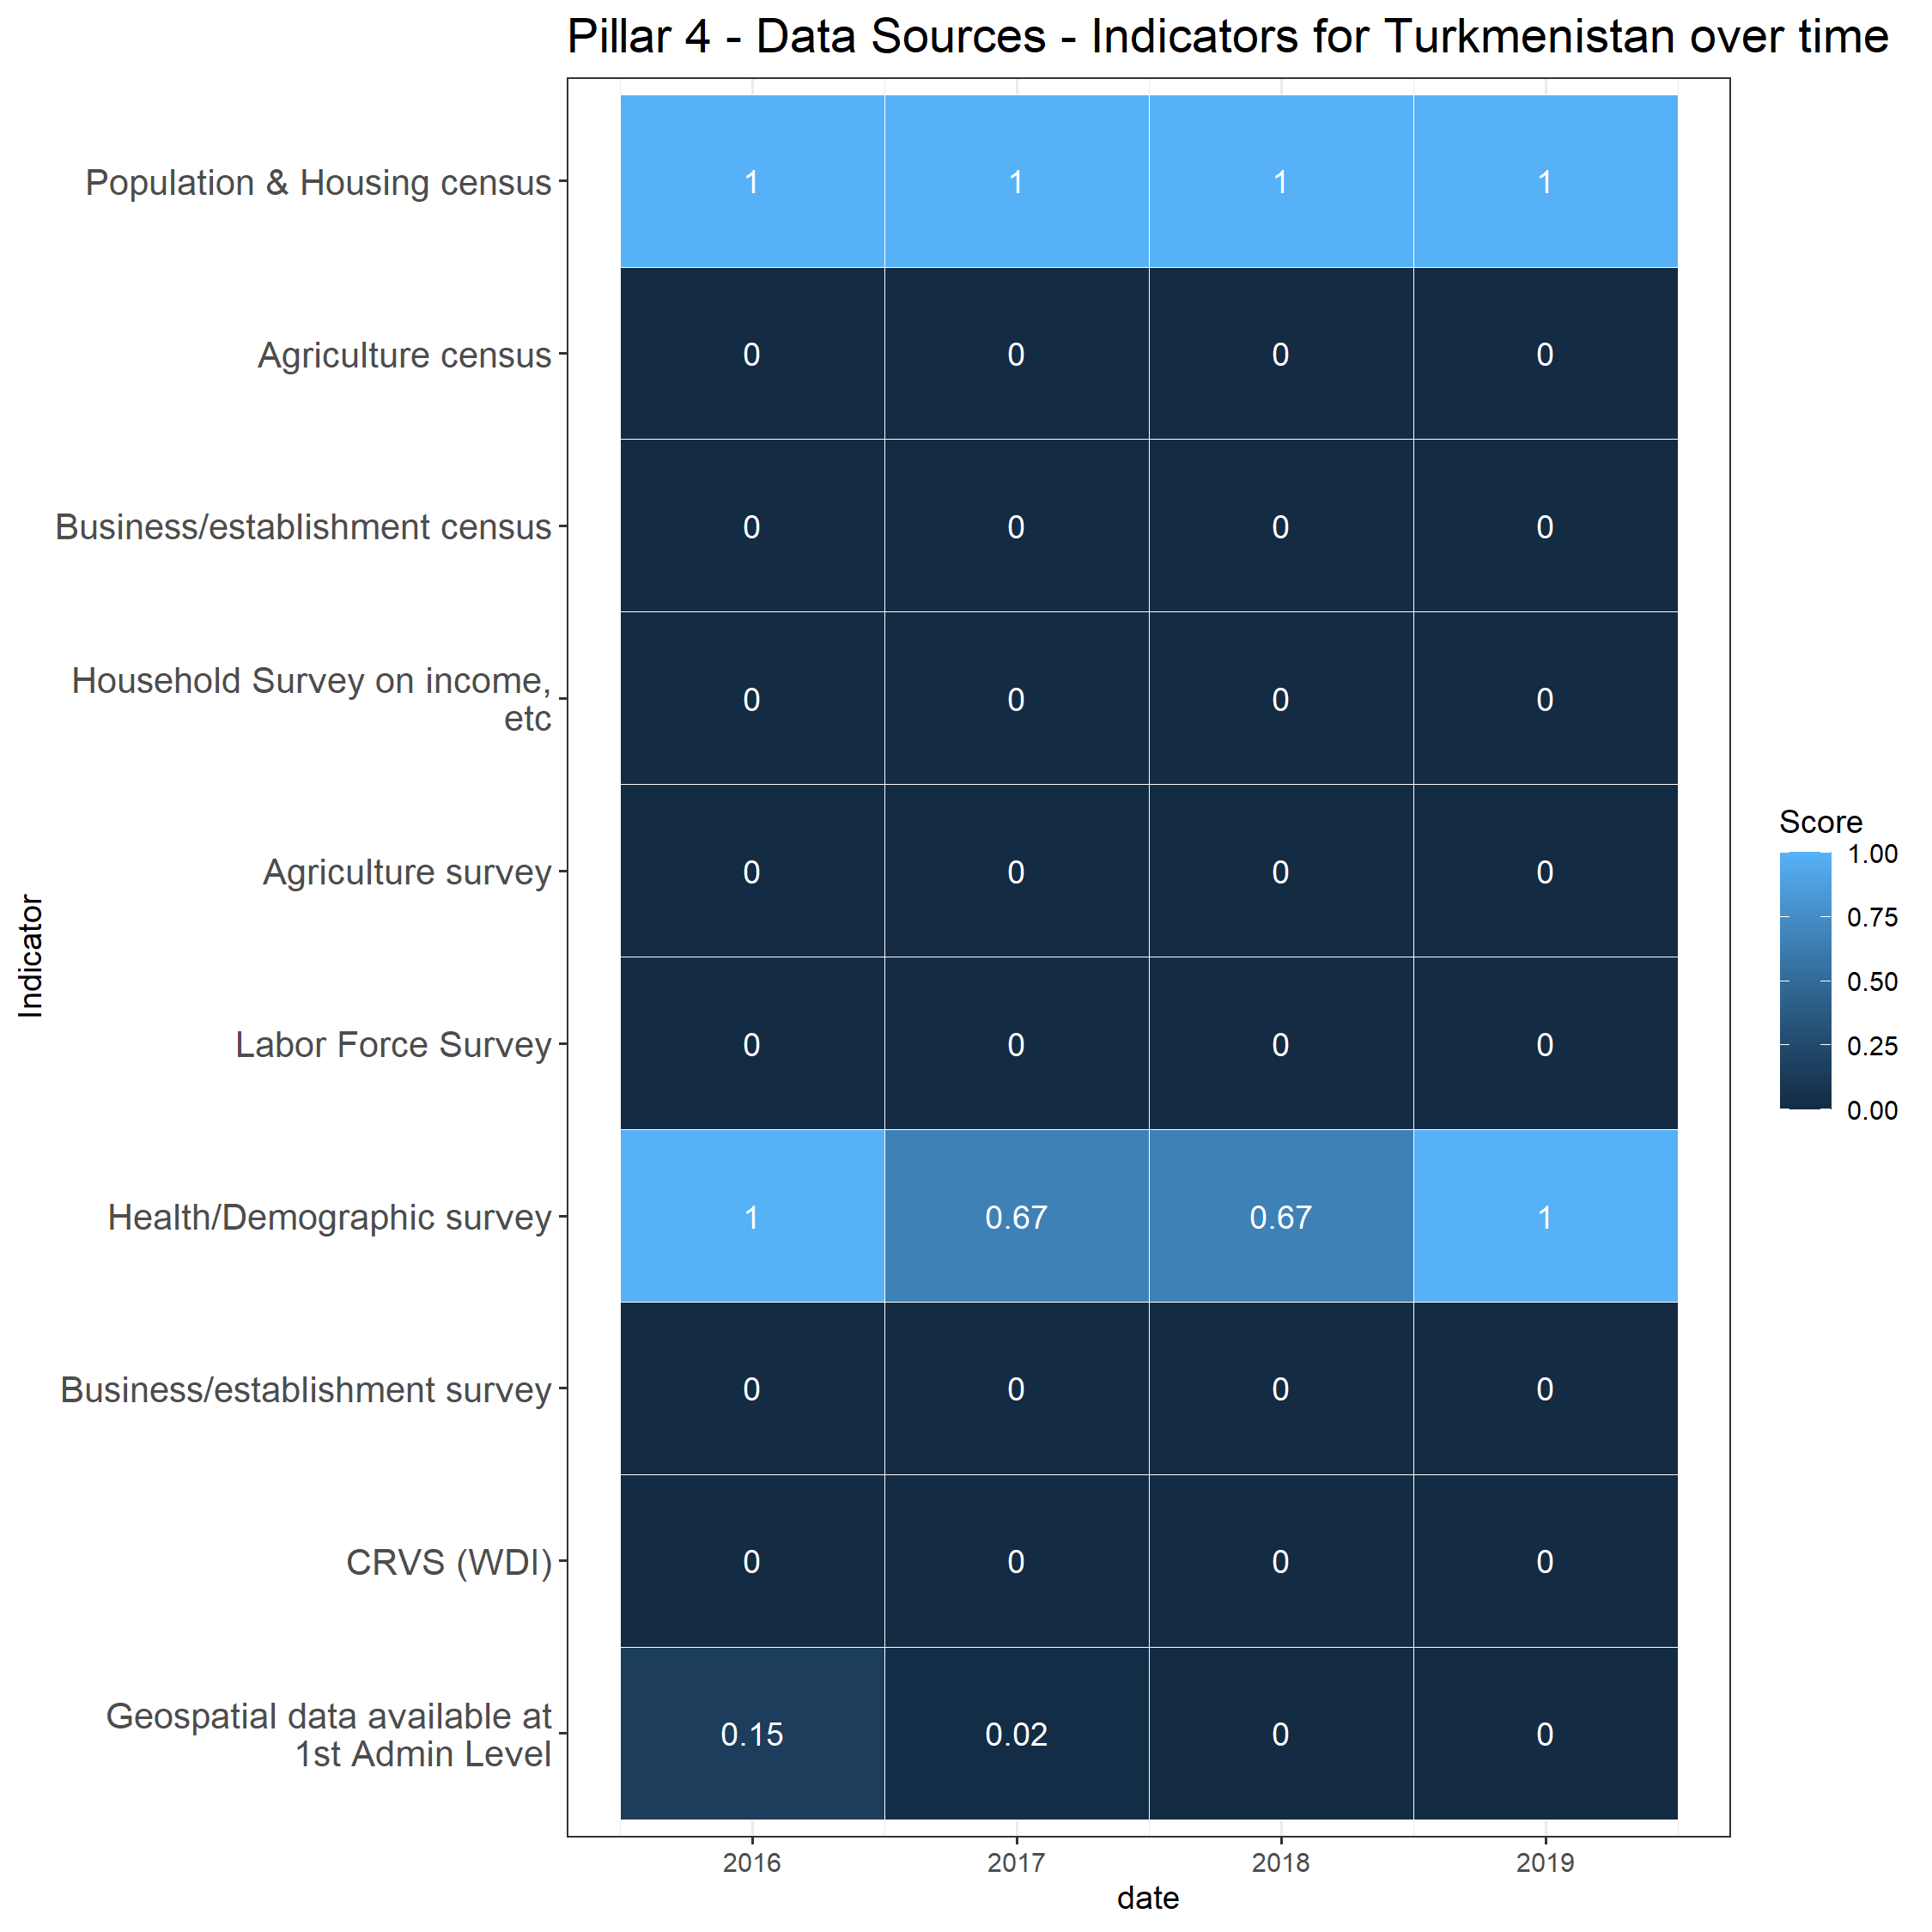 Pillar 4 - Data Sources - Indicators for Turkmenistan over time
Indicator
Population & Housing census
1 1 1 1
Agriculture census
0 0 0 0
Business/establishment census
0 0 0 0
Household Survey on income,
etc
0 0 0 0
Agriculture survey
0 0 0 0
Labor Force Survey
0 0 0 0
Health/Demographic survey
1 0.67 0.67 1
Business/establishment survey
0 0 0 0
CRVS (WDI)
0 0 0 0
Geospatial data available at
1st Admin Level
0.15 0.02 0 0
2016 2017 2018 2019
date
Score
1.00
0.75
0.50
0.25
0.00